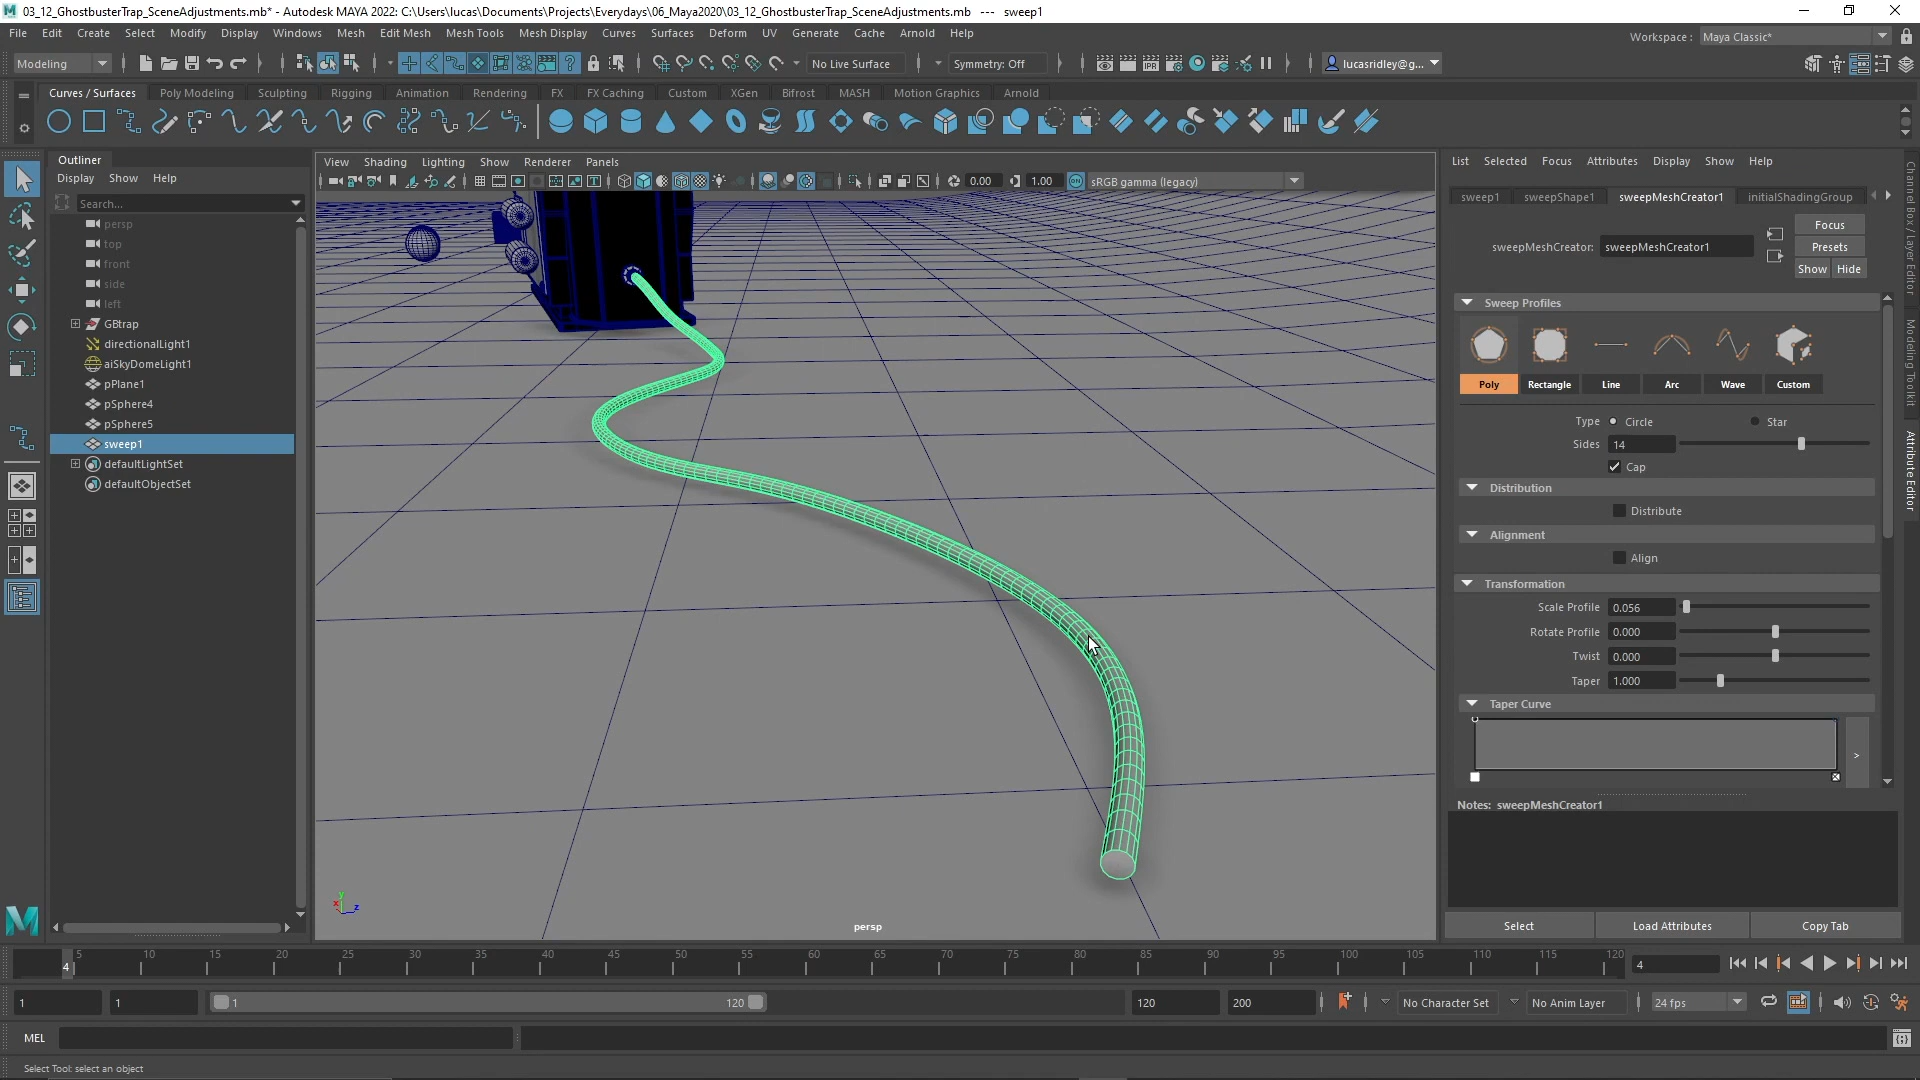 03_12_GhostbusterTrap_SceneAdjustments.mb* - Autodesk MAYA 2022: C:\Users\lucas\Documents\Projects\Everydays\06_Maya2020\03_12_GhostbusterTrap_SceneAdjustments.mb --- sweep1
File Edit Create Select Modify Display Windows Mesh Edit Mesh Mesh Tools Mesh Display Curves Surfaces Deform UV Generate Cache Arnold Help
Workspace : Maya Classic*
Modeling No Live Surface Symmetry: Off lucasridley@g...
Curves / Surfaces Poly Modeling Sculpting Rigging Animation Rendering FX FX Caching Custom XGen Bifrost MASH Motion Graphics Arnold
Outliner
Display Show Help
Search...
persp
top
front
side
left
GBtrap
directionalLight1
aiSkyDomeLight1
pPlane1
pSphere4
pSphere5
sweep1
defaultLightSet
defaultObjectSet
View Shading Lighting Show Renderer Panels
0.00 1.00 ON sRGB gamma (legacy)
y
x
z
persp
List Selected Focus Attributes Display Show Help
sweep1 sweepShape1 sweepMeshCreator1 initialShadingGroup
sweepMeshCreator: sweepMeshCreator1
Focus
Presets
Show Hide
Sweep Profiles
Poly Rectangle Line Arc Wave Custom
Type Circle Star
Sides 14
Cap
Distribution
Distribute
Alignment
Align
Transformation
Scale Profile 0.056
Rotate Profile 0.000
Twist 0.000
Taper 1.000
Taper Curve
>
Notes: sweepMeshCreator1
Select Load Attributes Copy Tab
Channel Box / Layer Editor
Modeling Toolkit
Attribute Editor
4 5 10 15 20 25 30 35 40 45 50 55 60 65 70 75 80 85 90 95 100 105 110 115 120 4
1 1 1 120 120 200 No Character Set No Anim Layer 24 fps
MEL
Select Tool: select an object